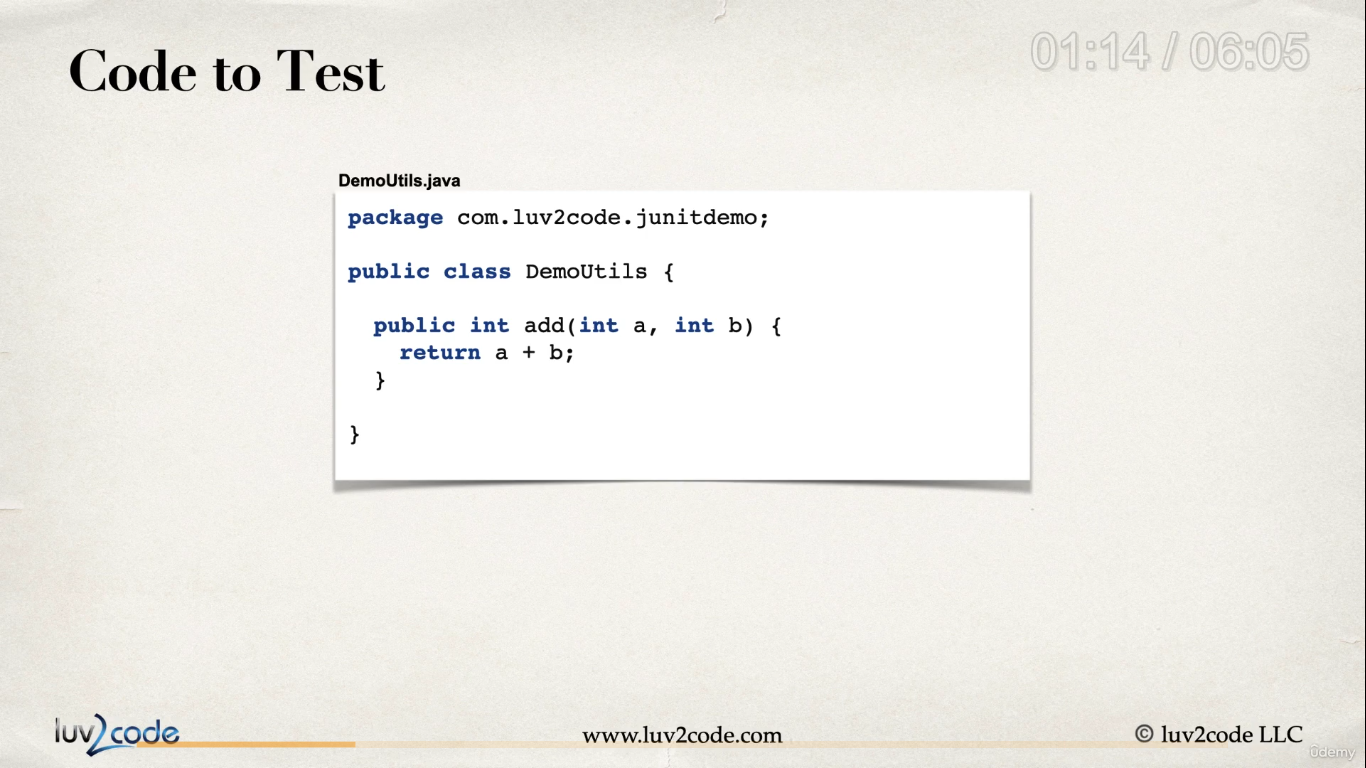 Code to Test
01:14 / 06:05
DemoUtils.java
package com.luv2code.junitdemo;
public class DemoUtils {
public int add(int a, int b) {
return a + b;
}
}
luv2code
www.luv2code.com
© luv2code LLC
ûdemy